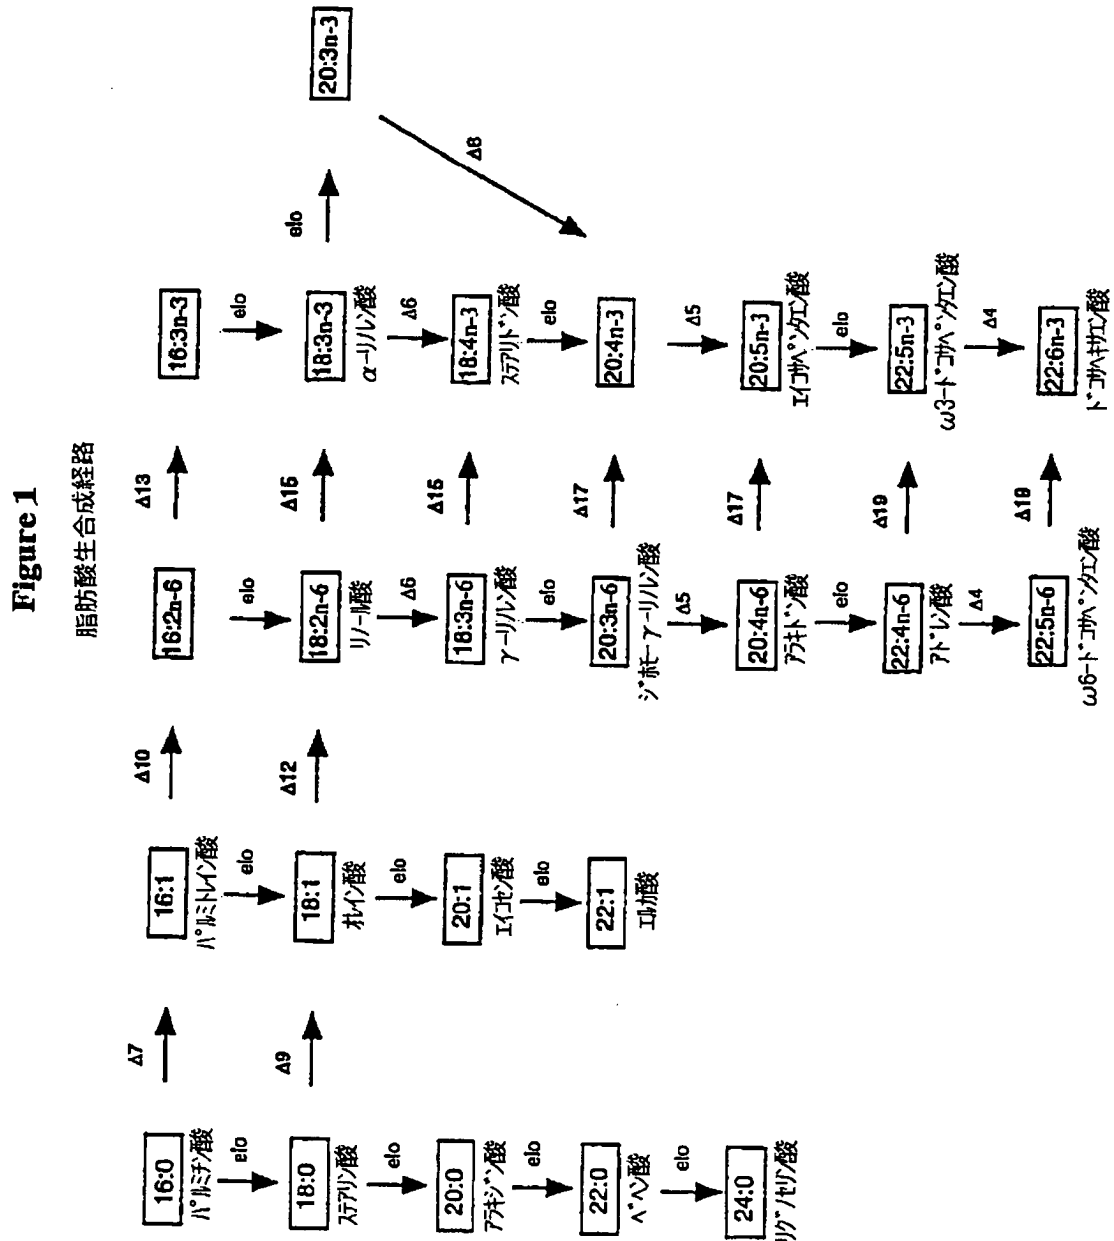 Figure 1
脂肪酸生合成経路
Δ7
Δ10
Δ13
16:0
16:1
16:2n-6
16:3n-3
パルミチン酸
パルミトレイン酸
elo
elo
elo
elo
Δ9
Δ12
Δ15
elo
18:0
18:1
18:2n-6
18:3n-3
20:3n-3
ステアリン酸
オレイン酸
リノール酸
α-リノレン酸
elo
elo
Δ6
Δ6
Δ15
20:0
20:1
18:3n-6
18:4n-3
Δ8
アラキジン酸
エイコセン酸
γ-リノレン酸
ステアリドン酸
elo
elo
elo
elo
Δ17
22:0
22:1
20:3n-6
20:4n-3
ベヘン酸
エルカ酸
ジホモ-γ-リノレン酸
elo
Δ5
Δ5
Δ17
24:0
20:4n-6
20:5n-3
リグノセリン酸
アラキドン酸
エイコサペンタエン酸
elo
elo
Δ19
22:4n-6
22:5n-3
アドレン酸
ω3-ドコサペンタエン酸
Δ4
Δ4
Δ19
22:5n-6
22:6n-3
ω6-ドコサペンタエン酸
ドコサヘキサエン酸